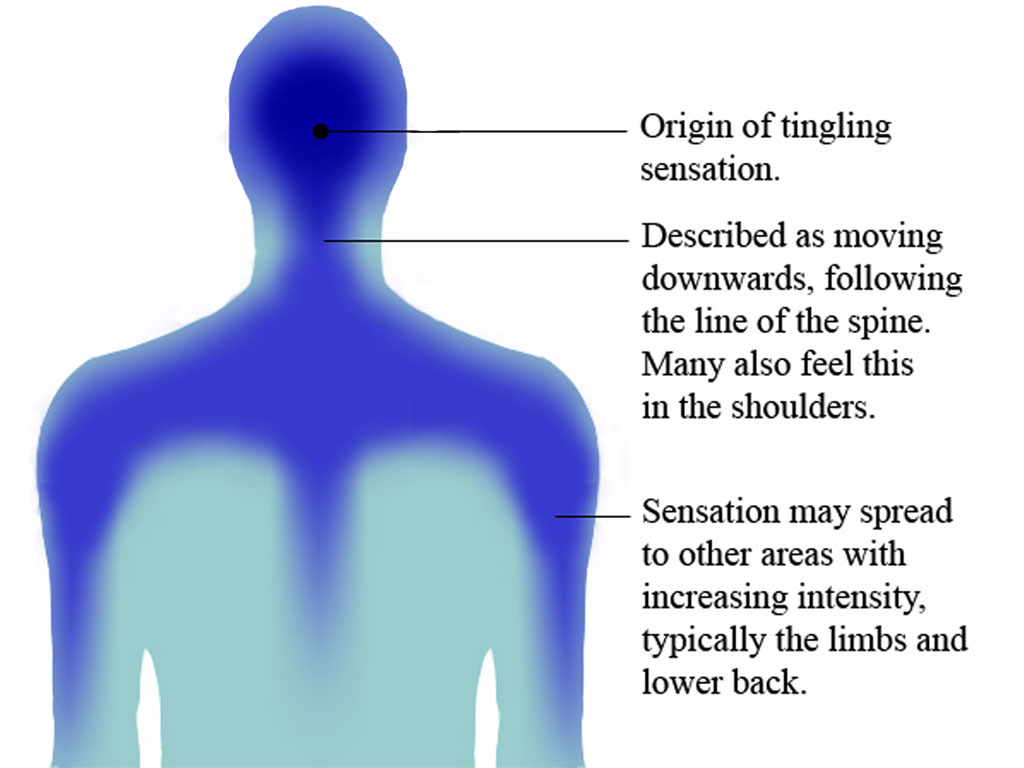 Origin of tingling
sensation.
Described as moving
downwards, following
the line of the spine.
Many also feel this
in the shoulders.
Sensation may spread
to other areas with
increasing intensity,
typically the limbs and
lower back.